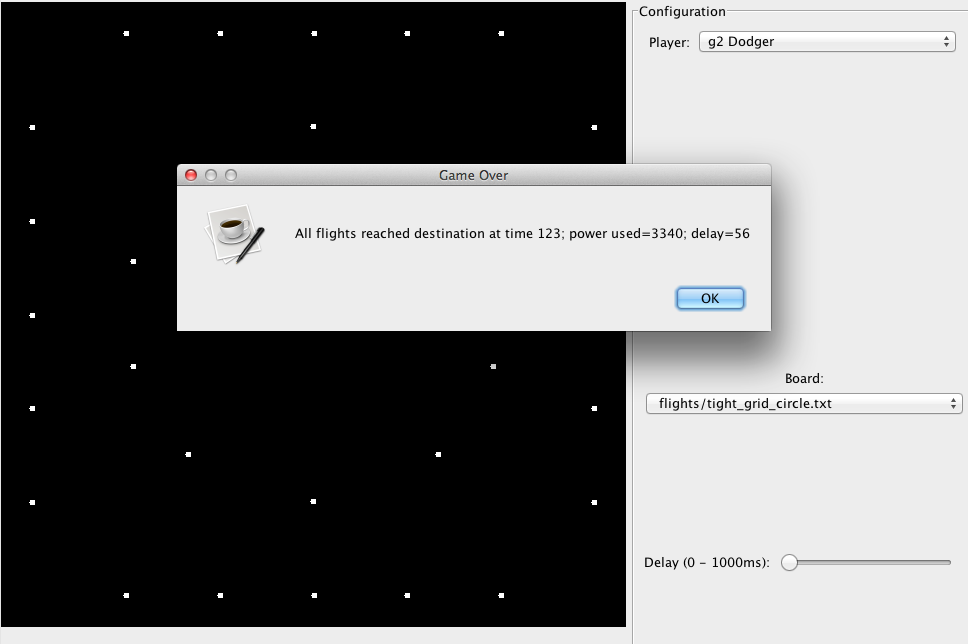 Configuration
Player: g2 Dodger
Game Over
All flights reached destination at time 123; power used=3340; delay=56
OK
Board:
flights/tight_grid_circle.txt
Delay (0 - 1000ms):